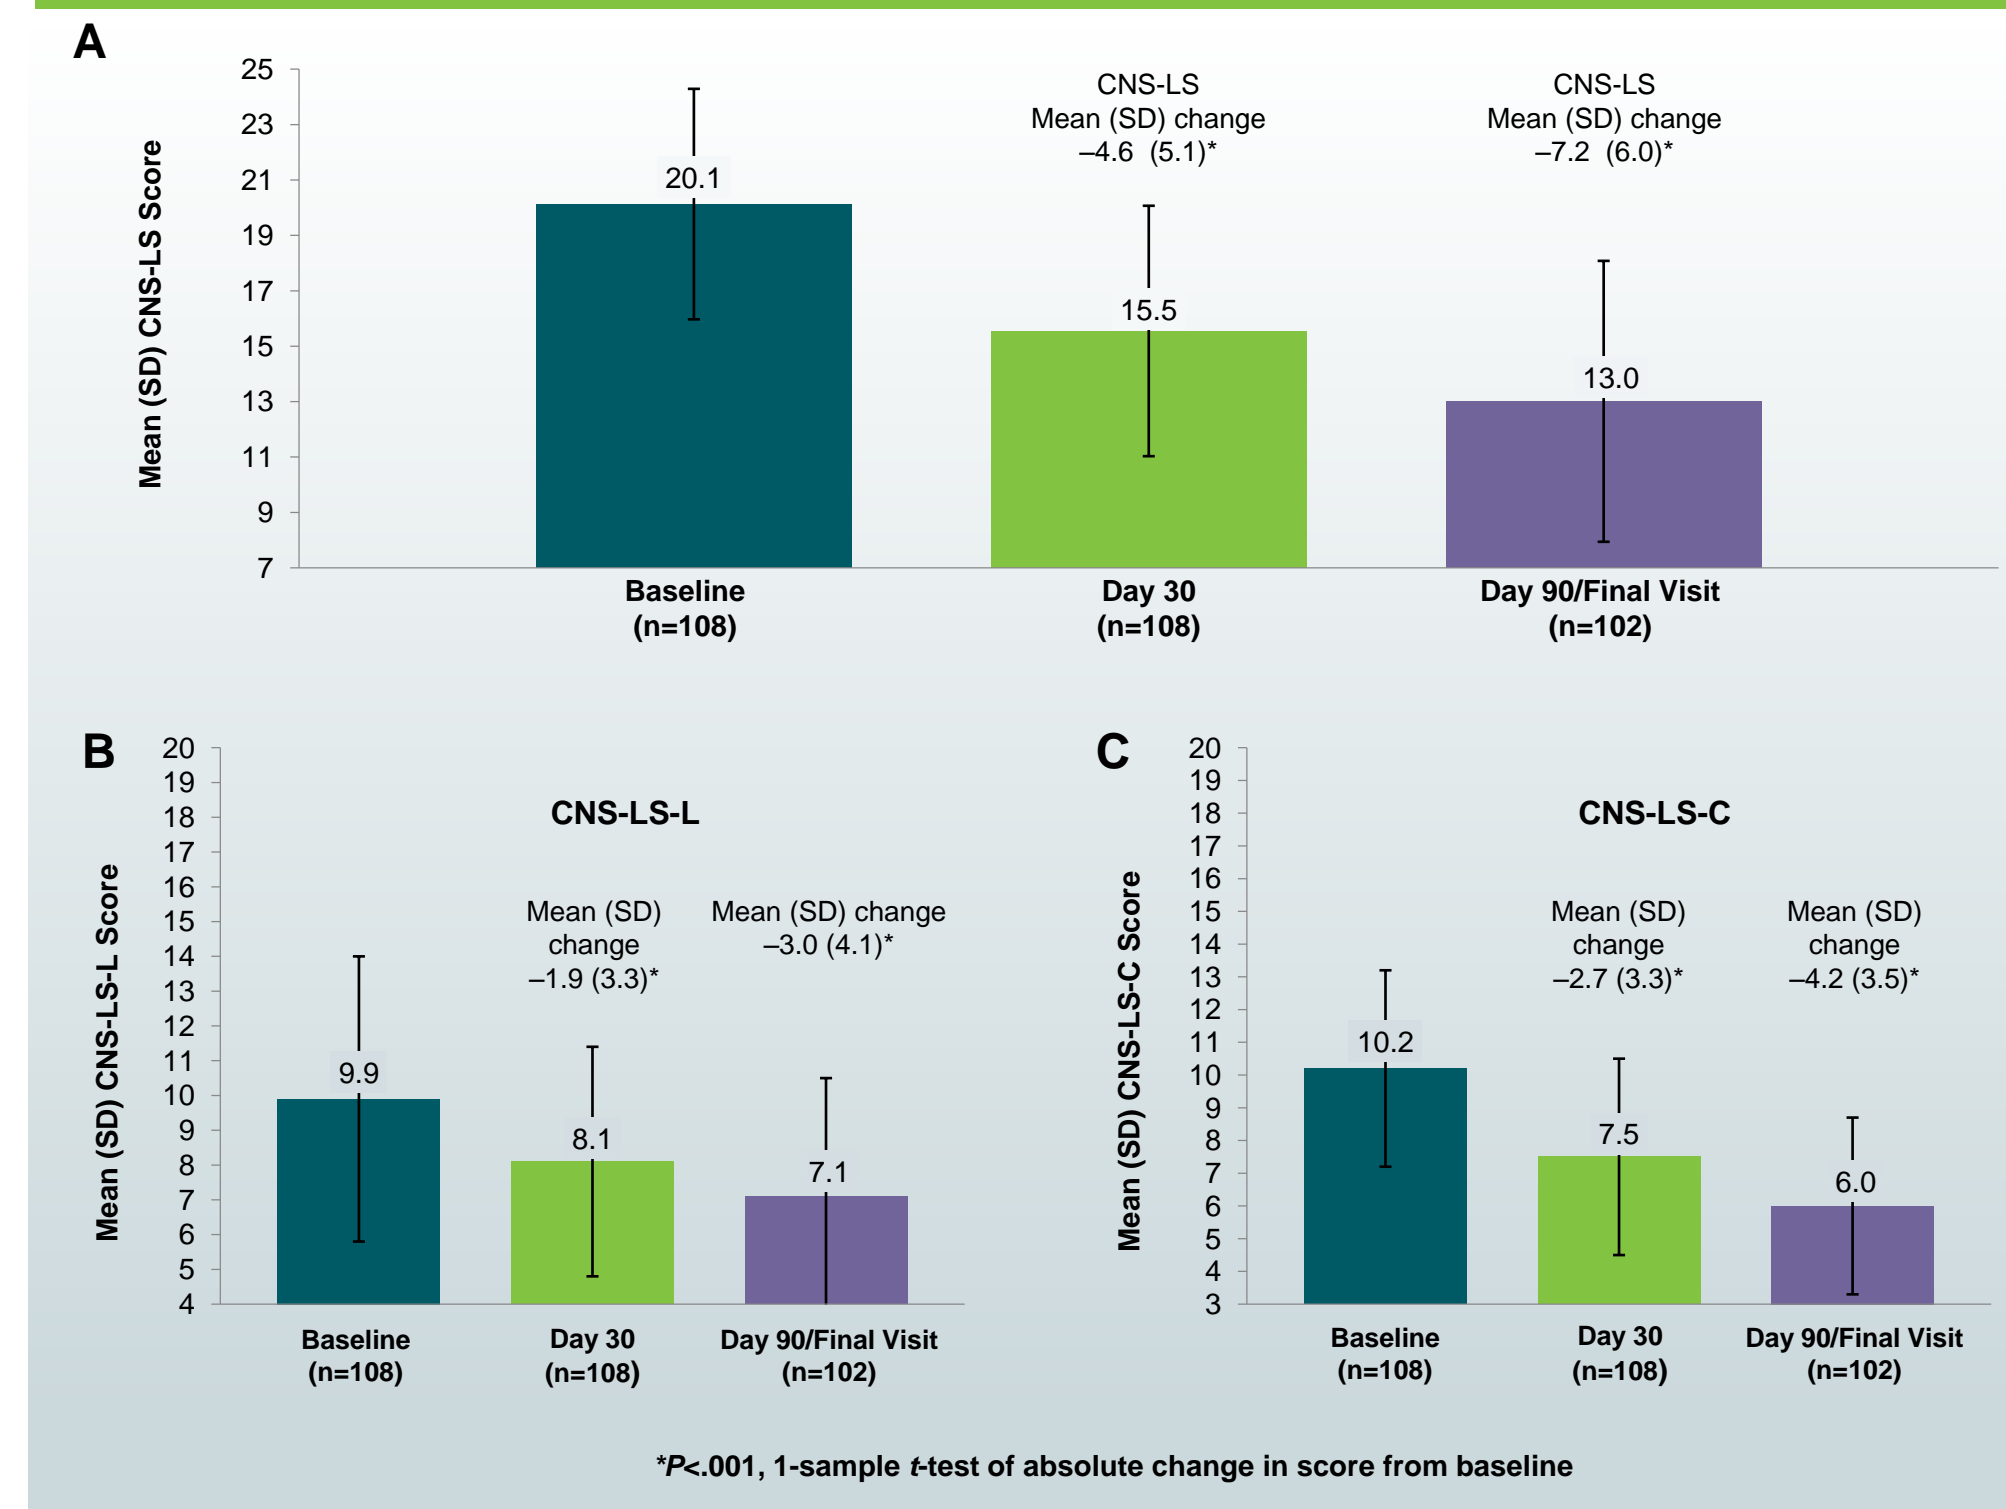 A
25
23
21
19
17
15
13
11
9
7
Mean (SD) CNS-LS Score
CNS-LS
Mean (SD) change
–4.6 (5.1)*
CNS-LS
Mean (SD) change
–7.2 (6.0)*
20.1
15.5
13.0
Baseline
(n=108)
Day 30
(n=108)
Day 90/Final Visit
(n=102)
B
20
19
18
17
16
15
14
13
12
11
10
9
8
7
6
5
4
Mean (SD) CNS-LS-L Score
CNS-LS-L
Mean (SD)
change
–1.9 (3.3)*
Mean (SD) change
–3.0 (4.1)*
9.9
8.1
7.1
Baseline
(n=108)
Day 30
(n=108)
Day 90/Final Visit
(n=102)
C
20
19
18
17
16
15
14
13
12
11
10
9
8
7
6
5
4
3
Mean (SD) CNS-LS-C Score
CNS-LS-C
Mean (SD)
change
–2.7 (3.3)*
Mean (SD)
change
–4.2 (3.5)*
10.2
7.5
6.0
Baseline
(n=108)
Day 30
(n=108)
Day 90/Final Visit
(n=102)
*P<.001, 1-sample t-test of absolute change in score from baseline